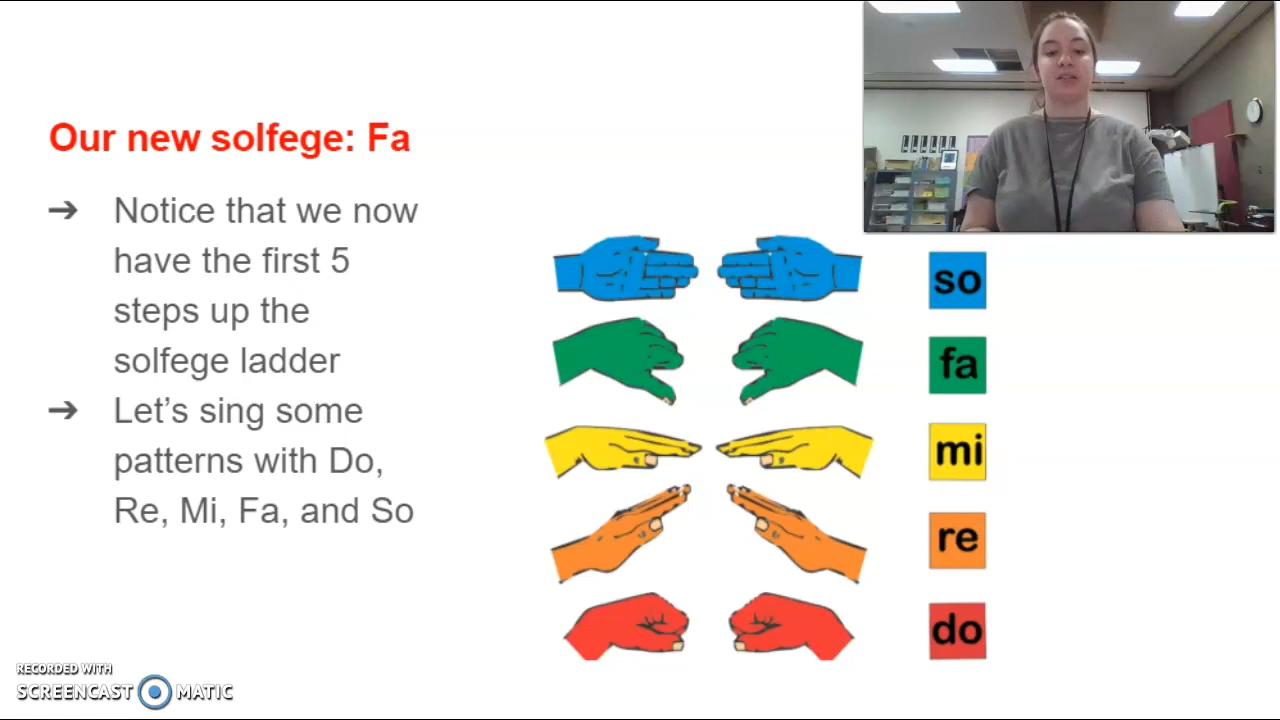 Our new solfege: Fa
➔ Notice that we now
have the first 5
steps up the
solfege ladder
➔ Let’s sing some
patterns with Do,
Re, Mi, Fa, and So
so
fa
mi
re
do
RECORDED WITH
SCREENCAST MATIC